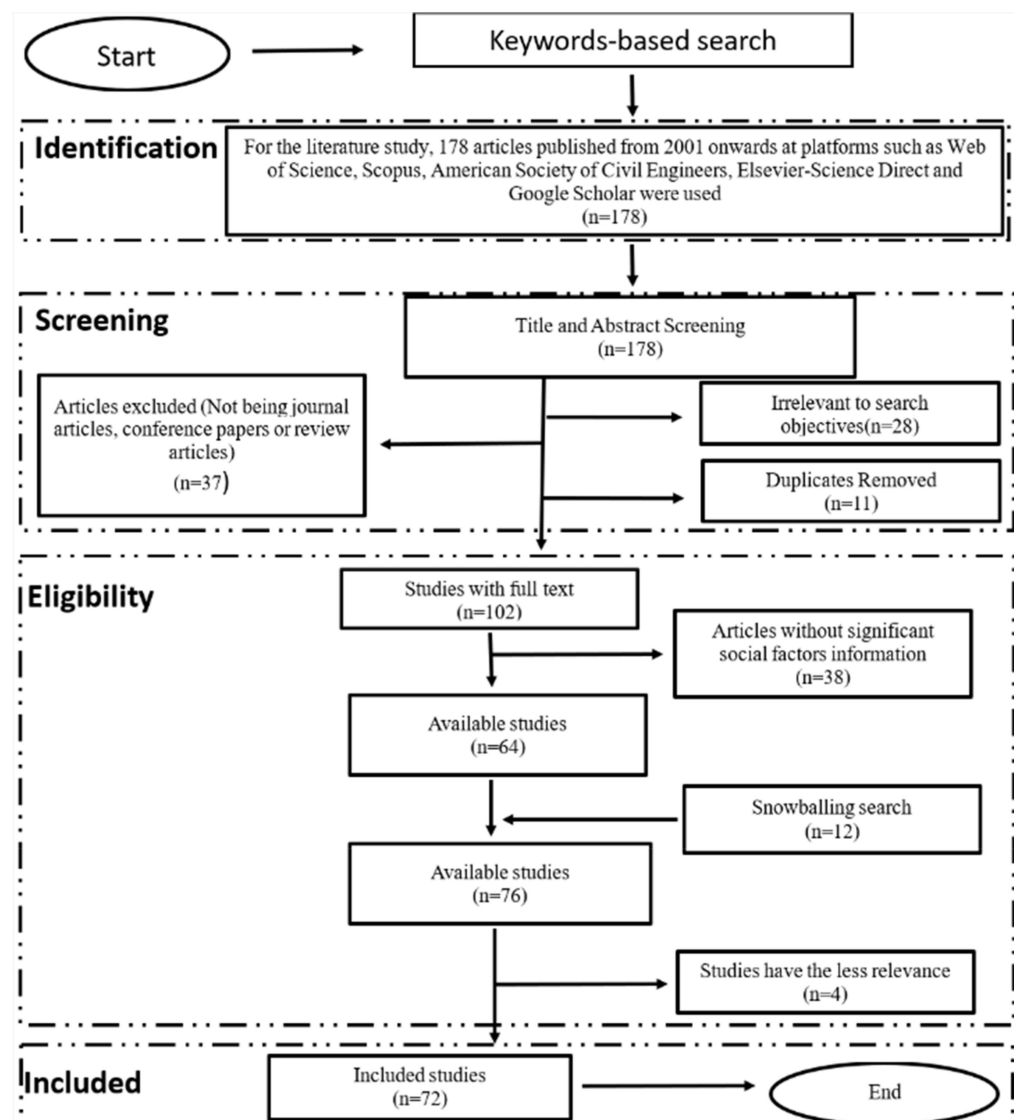 Start
Keywords-based search
Identification
For the literature study, 178 articles published from 2001 onwards at platforms such as Web
of Science, Scopus, American Society of Civil Engineers, Elsevier-Science Direct and
Google Scholar were used
(n=178)
Screening
Title and Abstract Screening
(n=178)
Articles excluded (Not being journal
articles, conference papers or review
articles)
(n=37)
Irrelevant to search
objectives(n=28)
Duplicates Removed
(n=11)
Eligibility
Studies with full text
(n=102)
Articles without significant
social factors information
(n=38)
Available studies
(n=64)
Snowballing search
(n=12)
Available studies
(n=76)
Studies have the less relevance
(n=4)
Included
Included studies
(n=72)
End